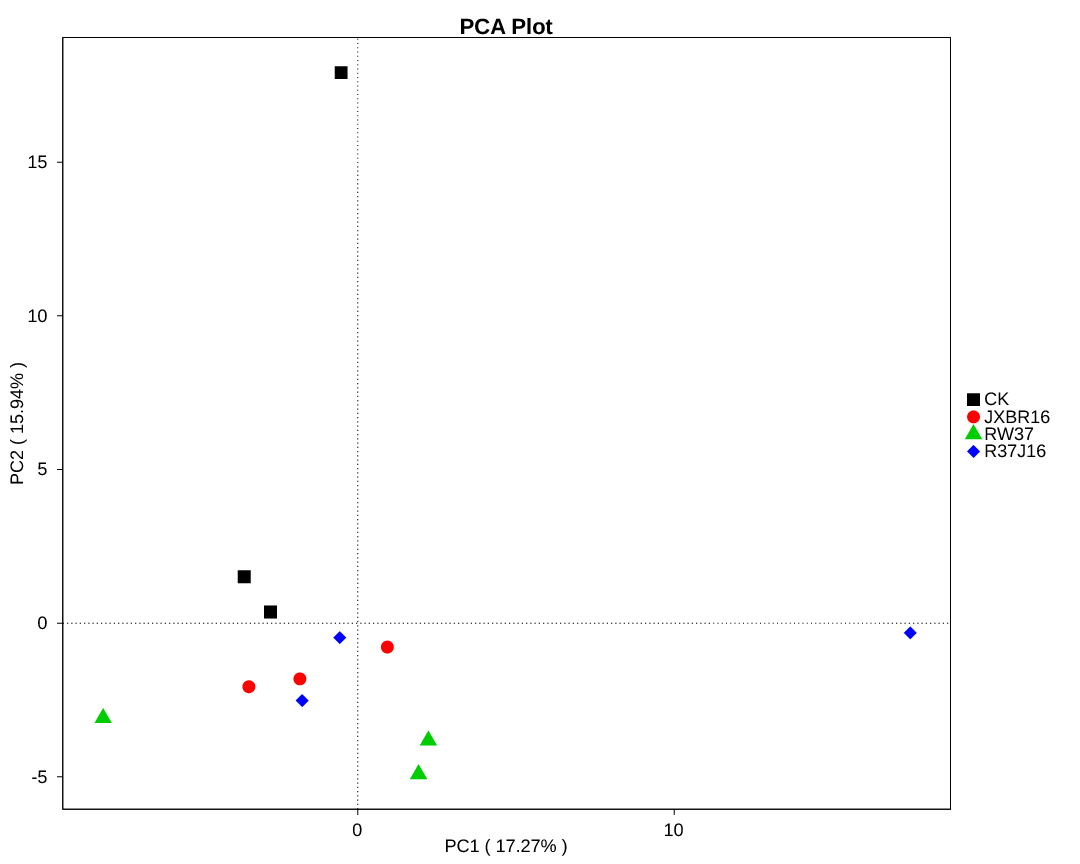 PCA Plot
15
10
5
0
-5
PC2 ( 15.94% )
0
10
PC1 ( 17.27% )
CK
JXBR16
RW37
R37J16